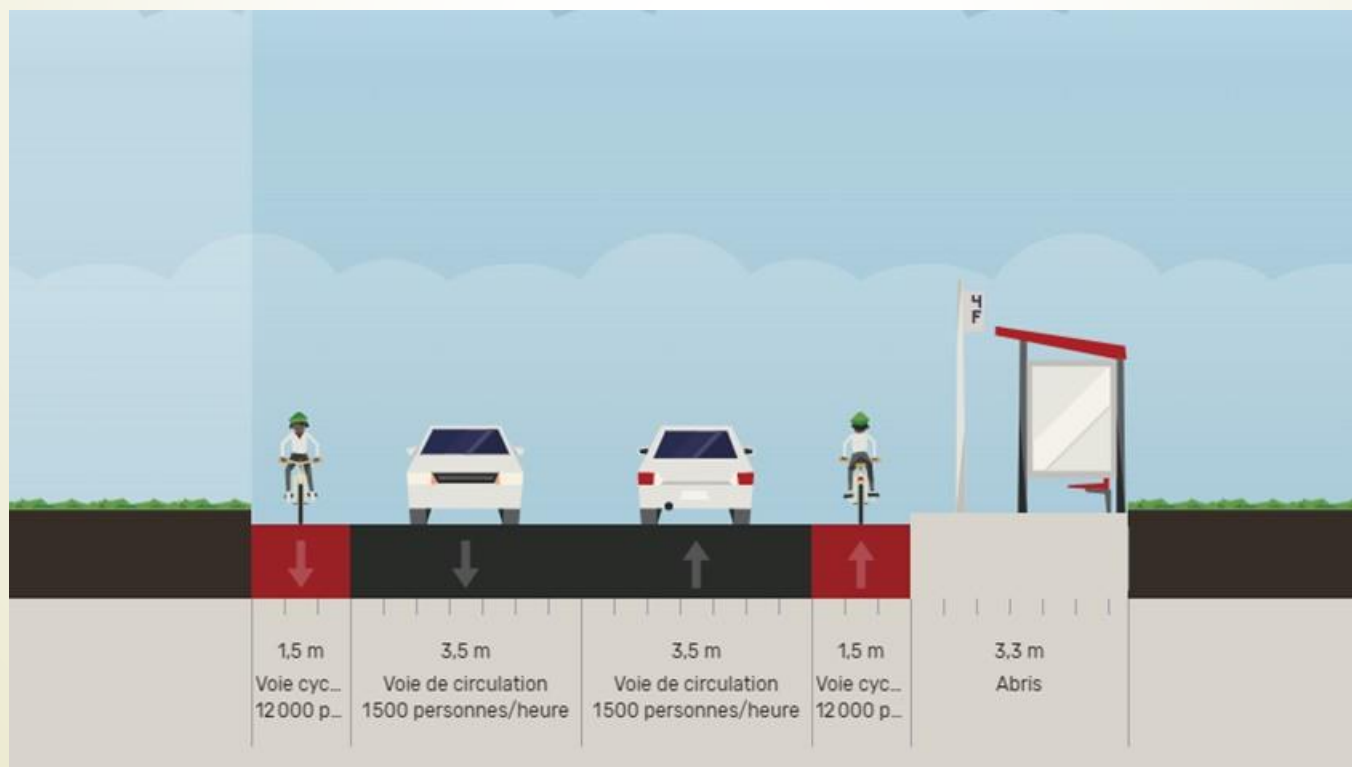 4
F
1,5 m
Voie cyc...
12 000 p...
3,5 m
Voie de circulation
1500 personnes/heure
3,5 m
Voie de circulation
1500 personnes/heure
1,5 m
Voie cyc...
12 000 p...
3,3 m
Abris